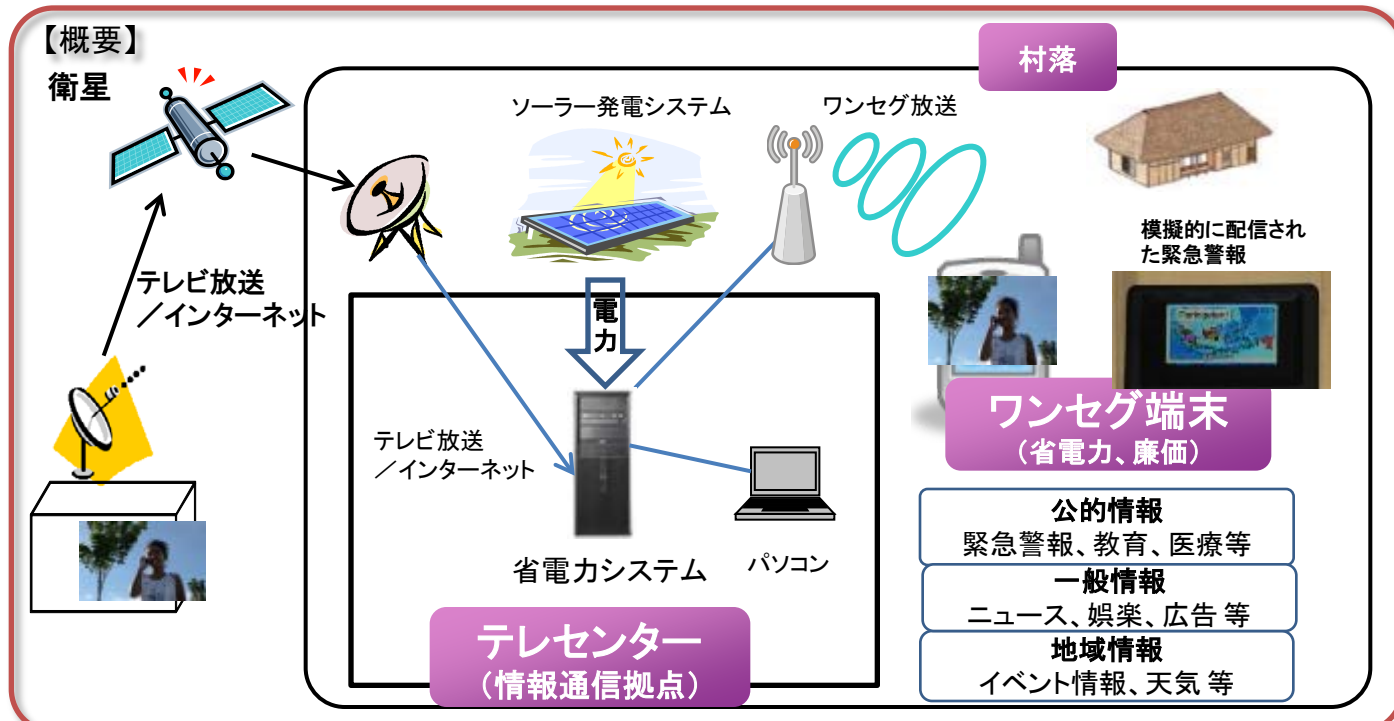 【概要】
衛星
村落
ソーラー発電システム
ワンセグ放送
模擬的に配信され
た緊急警報
テレビ放送
／インターネット
電力
テレビ放送
／インターネット
省電力システム
パソコン
テレセンター
（情報通信拠点）
ワンセグ端末
（省電力、廉価）
公的情報
緊急警報、教育、医療等
一般情報
ニュース、娯楽、広告 等
地域情報
イベント情報、天気 等